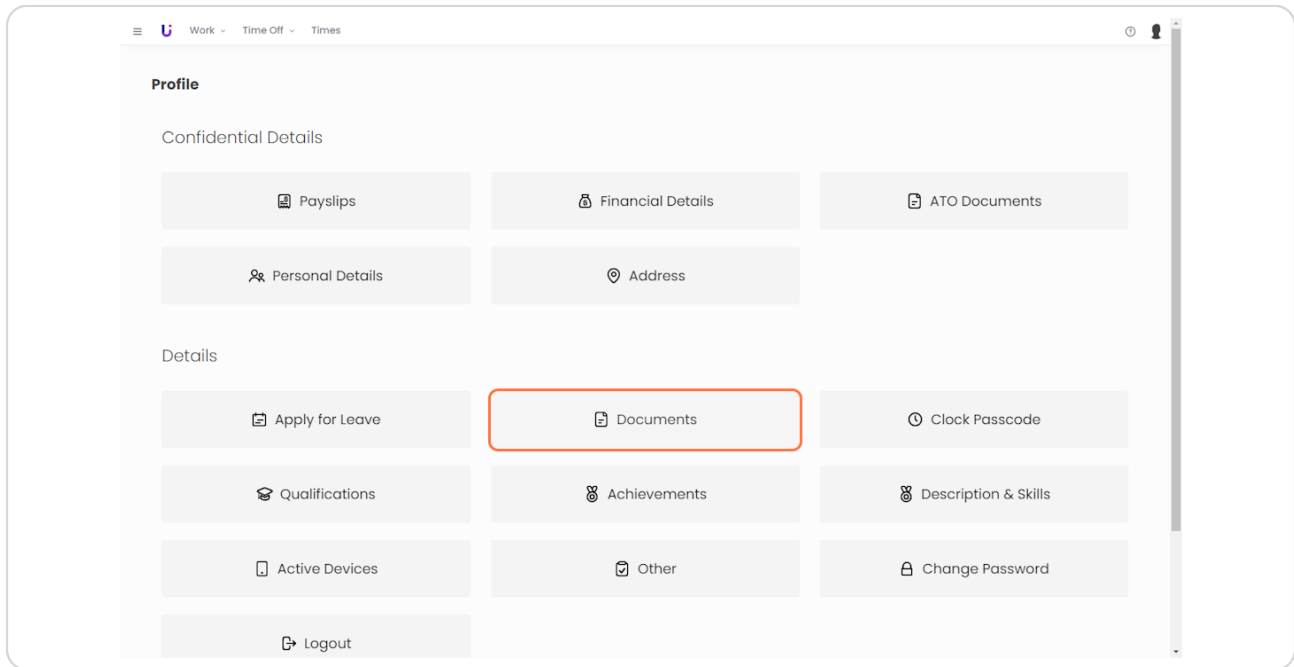 Work Time Off Times
Profile
Confidential Details
Payslips Financial Details ATO Documents
Personal Details Address
Details
Apply for Leave Documents Clock Passcode
Qualifications Achievements Description & Skills
Active Devices Other Change Password
Logout